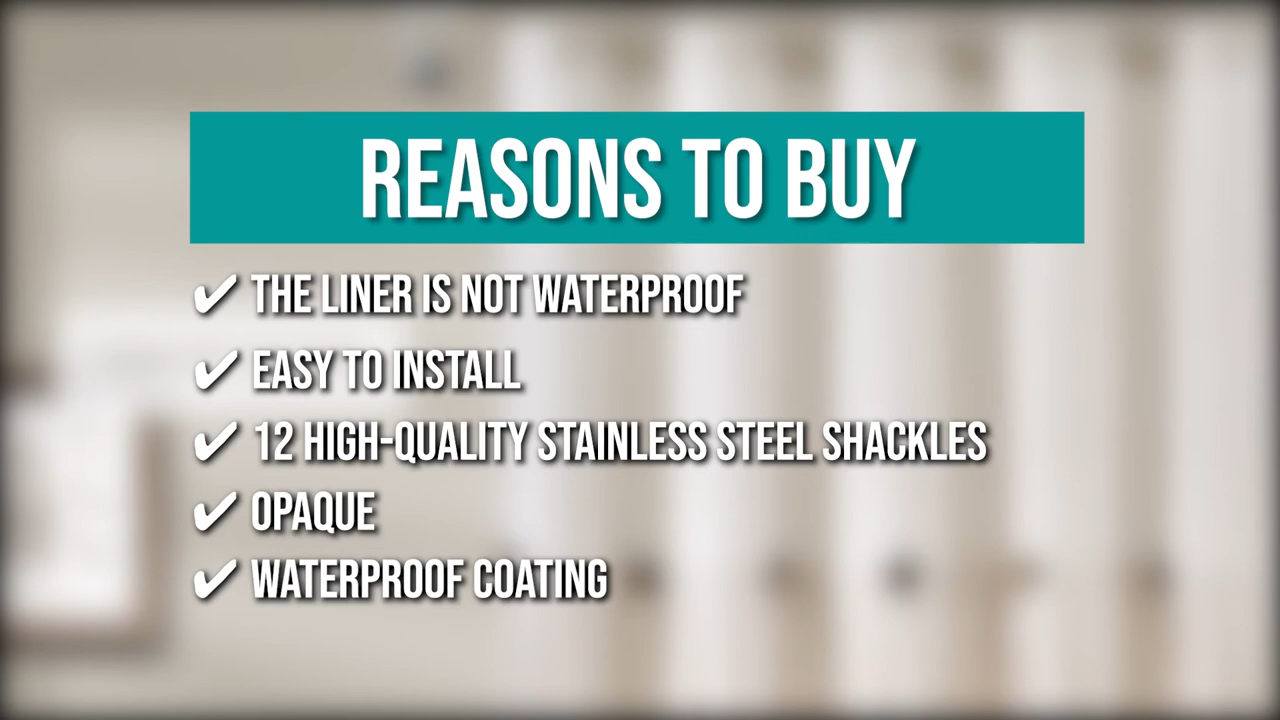 REASONS TO BUY
✔ THE LINER IS NOT WATERPROOF
✔ EASY TO INSTALL
✔ 12 HIGH-QUALITY STAINLESS STEEL SHACKLES
✔ OPAQUE
✔ WATERPROOF COATING